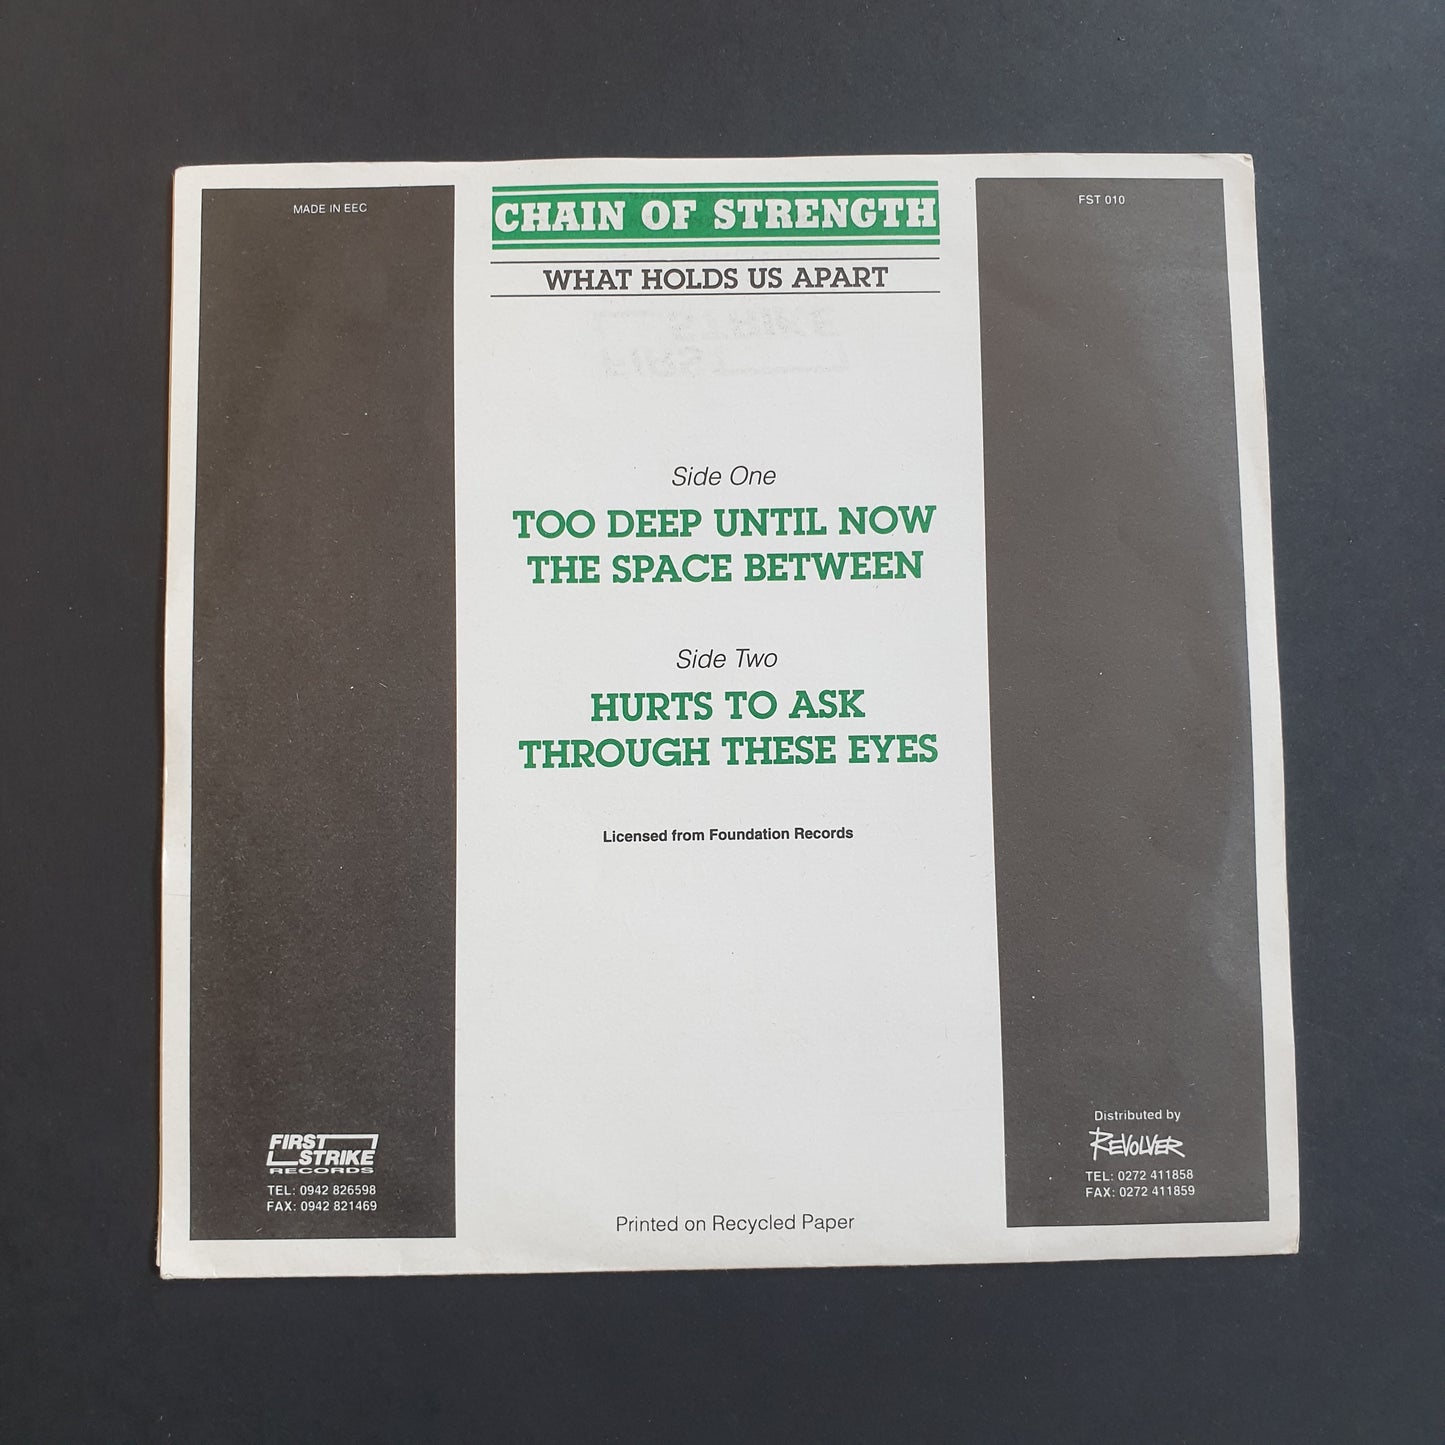 MADE IN EEC
CHAIN OF STRENGTH
FST 010
WHAT HOLDS US APART
Side One
TOO DEEP UNTIL NOW
THE SPACE BETWEEN
Side Two
HURTS TO ASK
THROUGH THESE EYES
Licensed from Foundation Records
FIRST
STRIKE
RECORDS
TEL: 0942 826598
FAX: 0942 821469
Printed on Recycled Paper
Distributed by
REVOLVER
TEL: 0272 411858
FAX: 0272 411859